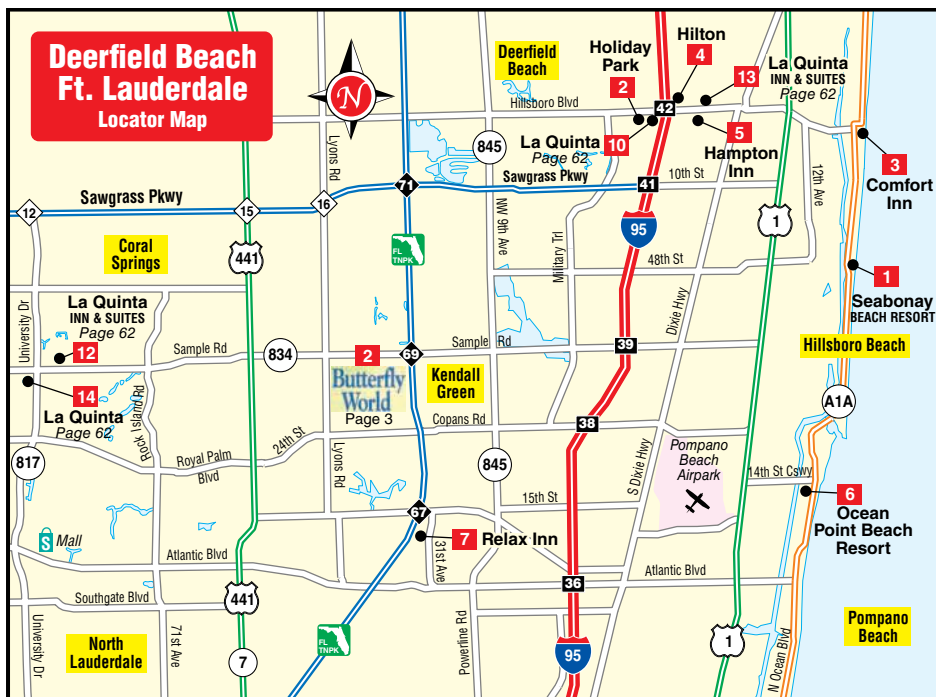 Deerfield Beach
Ft. Lauderdale
Locator Map
N
Deerfield
Beach
Holiday
Park
2
Hilton
4
13
La Quinta
INN & SUITES
Page 62
Hillsboro Blvd
42
La Quinta
Page 62
10
5
Hampton
Inn
3
Comfort
Inn
845
Lyons Rd
71
Sawgrass Pkwy
Sawgrass Pkwy
41
10th St
12th Ave
12
15
16
441
FL
TNPK
NW 9th Ave
Military Trl
95
1
Coral
Springs
48th St
Dixie Hwy
1
Seabonay
BEACH RESORT
University Dr
La Quinta
INN & SUITES
Page 62
12
Sample Rd
834
2
69
Sample Rd
39
Hillsboro Beach
Butterfly
World
Page 3
Kendall
Green
14
La Quinta
Page 62
Rock Island Rd
A1A
24th St
Copans Rd
38
817
Royal Palm
Blvd
Lyons Rd
845
S Dixie Hwy
Pompano
Beach
Airpark
14th St Cswy
6
Ocean
Point Beach
Resort
15th St
67
S
Mall
7
Relax Inn
31st Ave
Atlantic Blvd
36
Atlantic Blvd
Southgate Blvd
441
Powerline Rd
Pompano
Beach
University Dr
North
Lauderdale
71st Ave
7
FL
TNPK
95
1
N Ocean Blvd